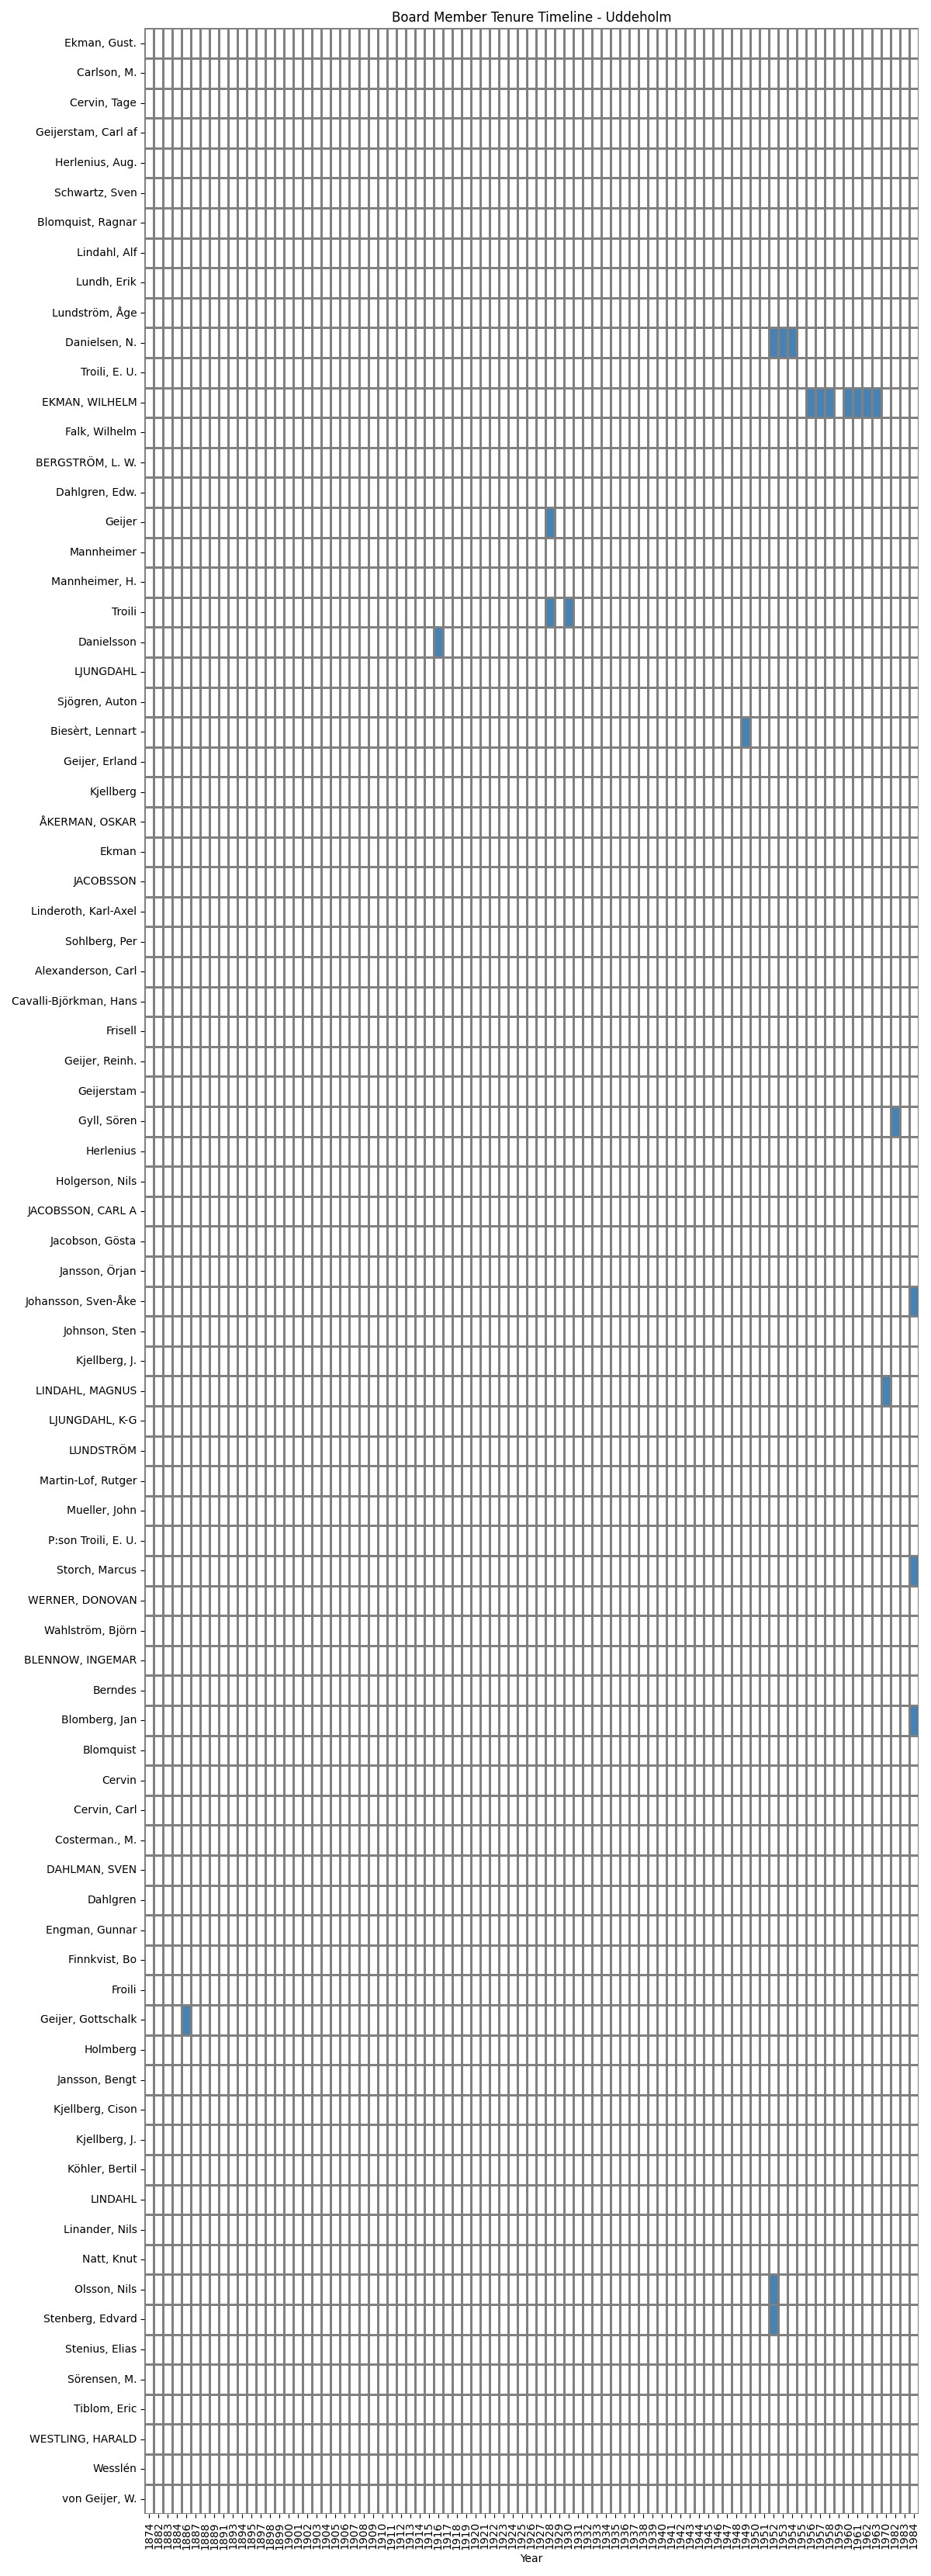 Board Member Tenure Timeline - Uddeholm
Ekman, Gust.
Carlson, M.
Cervin, Tage
Geijerstam, Carl af
Herlenius, Aug.
Schwartz, Sven
Blomquist, Ragnar
Lindahl, Alf
Lundh, Erik
Lundström, Åge
Danielsen, N.
Troili, E. U.
EKMAN, WILHELM
Falk, Wilhelm
BERGSTRÖM, L. W.
Dahlgren, Edw.
Geijer
Mannheimer
Mannheimer, H.
Troili
Danielsson
LJUNGDAHL
Sjögren, Auton
Biesèrt, Lennart
Geijer, Erland
Kjellberg
ÅKERMAN, OSKAR
Ekman
JACOBSSON
Linderoth, Karl-Axel
Sohlberg, Per
Alexanderson, Carl
Cavalli-Björkman, Hans
Frisell
Geijer, Reinh.
Geijerstam
Gyll, Sören
Herlenius
Holgerson, Nils
JACOBSSON, CARL A
Jacobson, Gösta
Jansson, Örjan
Johansson, Sven-Åke
Johnson, Sten
Kjellberg, J.
LINDAHL, MAGNUS
LJUNGDAHL, K-G
LUNDSTRÖM
Martin-Lof, Rutger
Mueller, John
P:son Troili, E. U.
Storch, Marcus
WERNER, DONOVAN
Wahlström, Björn
BLENNOW, INGEMAR
Berndes
Blomberg, Jan
Blomquist
Cervin
Cervin, Carl
Costerman., M.
DAHLMAN, SVEN
Dahlgren
Engman, Gunnar
Finnkvist, Bo
Froili
Geijer, Gottschalk
Holmberg
Jansson, Bengt
Kjellberg, Cison
Kjellberg, J.
Köhler, Bertil
LINDAHL
Linander, Nils
Natt, Knut
Olsson, Nils
Stenberg, Edvard
Stenius, Elias
Sörensen, M.
Tiblom, Eric
WESTLING, HARALD
Wesslén
von Geijer, W.
1874 1882 1883 1884 1886 1887 1888 1889 1891 1893 1894 1895 1897 1898 1899 1900 1901 1902 1903 1904 1905 1906 1907 1908 1909 1910 1911 1912 1913 1914 1915 1916 1917 1918 1919 1920 1921 1922 1923 1924 1925 1926 1927 1928 1929 1930 1931 1932 1933 1934 1935 1936 1937 1938 1939 1940 1941 1942 1943 1944 1945 1946 1948 1949 1950 1951 1952 1953 1954 1955 1956 1957 1958 1959 1960 1961 1962 1963 1970 1982 1983 1984
Year